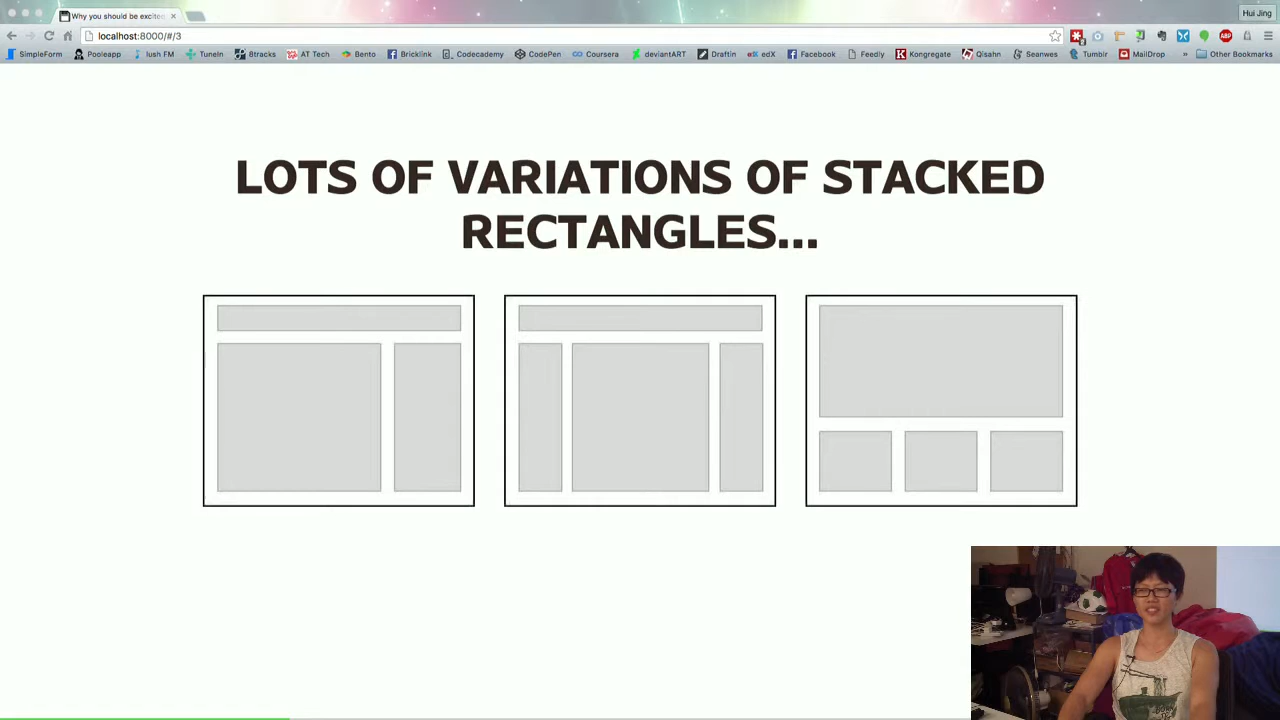 Why you should be excited
Hui Jing
localhost:8000/#/3
SimpleForm Pooleapp lush FM TuneIn 8tracks AT Tech Bento Bricklink Codecademy CodePen Coursera deviantART Draftin edX Facebook Feedly Kongregate Qisahn Seanwes Tumblr MailDrop » Other Bookmarks
LOTS OF VARIATIONS OF STACKED
RECTANGLES...